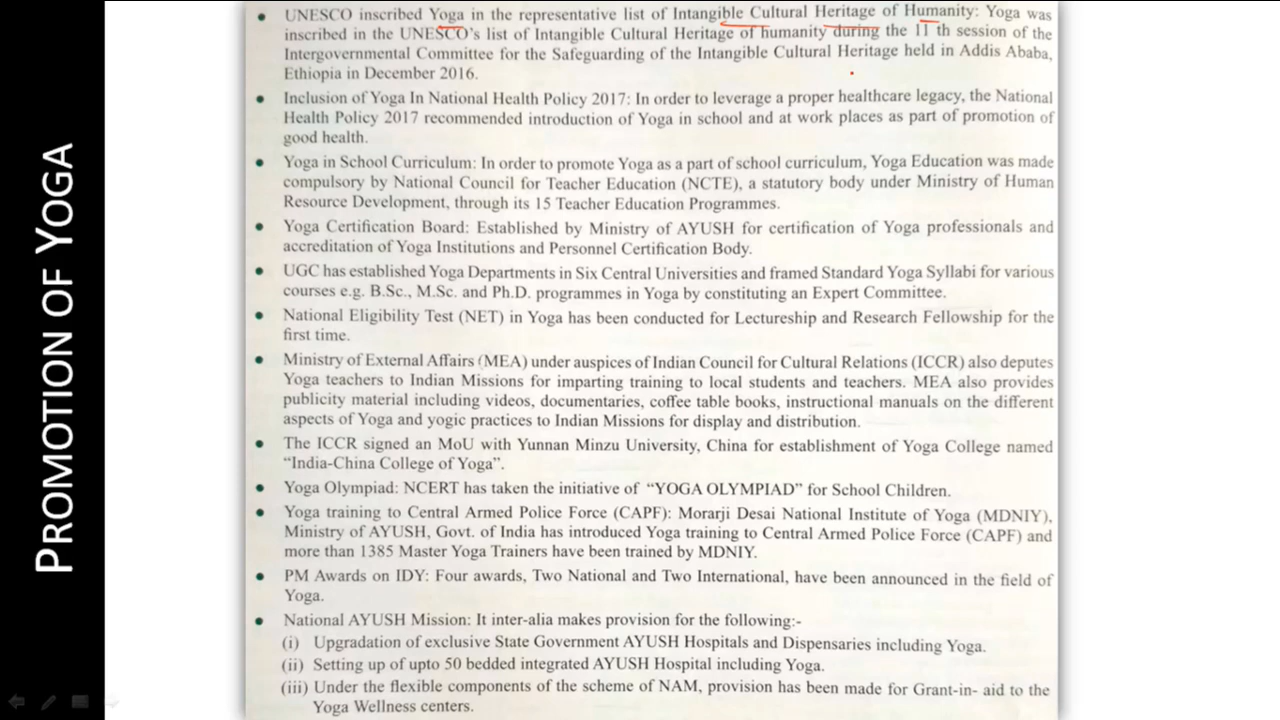 PROMOTION OF YOGA
• UNESCO inscribed Yoga in the representative list of Intangible Cultural Heritage of Humanity: Yoga was
inscribed in the UNESCO's list of Intangible Cultural Heritage of humanity during the 11 th session of the
Intergovernmental Committee for the Safeguarding of the Intangible Cultural Heritage held in Addis Ababa,
Ethiopia in December 2016.
• Inclusion of Yoga In National Health Policy 2017: In order to leverage a proper healthcare legacy, the National
Health Policy 2017 recommended introduction of Yoga in school and at work places as part of promotion of
good health.
• Yoga in School Curriculum: In order to promote Yoga as a part of school curriculum, Yoga Education was made
compulsory by National Council for Teacher Education (NCTE), a statutory body under Ministry of Human
Resource Development, through its 15 Teacher Education Programmes.
• Yoga Certification Board: Established by Ministry of AYUSH for certification of Yoga professionals and
accreditation of Yoga Institutions and Personnel Certification Body.
• UGC has established Yoga Departments in Six Central Universities and framed Standard Yoga Syllabi for various
courses e.g. B.Sc., M.Sc. and Ph.D. programmes in Yoga by constituting an Expert Committee.
• National Eligibility Test (NET) in Yoga has been conducted for Lectureship and Research Fellowship for the
first time.
• Ministry of External Affairs (MEA) under auspices of Indian Council for Cultural Relations (ICCR) also deputes
Yoga teachers to Indian Missions for imparting training to local students and teachers. MEA also provides
publicity material including videos, documentaries, coffee table books, instructional manuals on the different
aspects of Yoga and yogic practices to Indian Missions for display and distribution.
• The ICCR signed an MoU with Yunnan Minzu University, China for establishment of Yoga College named
“India-China College of Yoga”.
• Yoga Olympiad: NCERT has taken the initiative of “YOGA OLYMPIAD” for School Children.
• Yoga training to Central Armed Police Force (CAPF): Morarji Desai National Institute of Yoga (MDNIY),
Ministry of AYUSH, Govt. of India has introduced Yoga training to Central Armed Police Force (CAPF) and
more than 1385 Master Yoga Trainers have been trained by MDNIY.
• PM Awards on IDY: Four awards, Two National and Two International, have been announced in the field of
Yoga.
• National AYUSH Mission: It inter-alia makes provision for the following:-
(i) Upgradation of exclusive State Government AYUSH Hospitals and Dispensaries including Yoga.
(ii) Setting up of upto 50 bedded integrated AYUSH Hospital including Yoga.
(iii) Under the flexible components of the scheme of NAM, provision has been made for Grant-in- aid to the
Yoga Wellness centers.